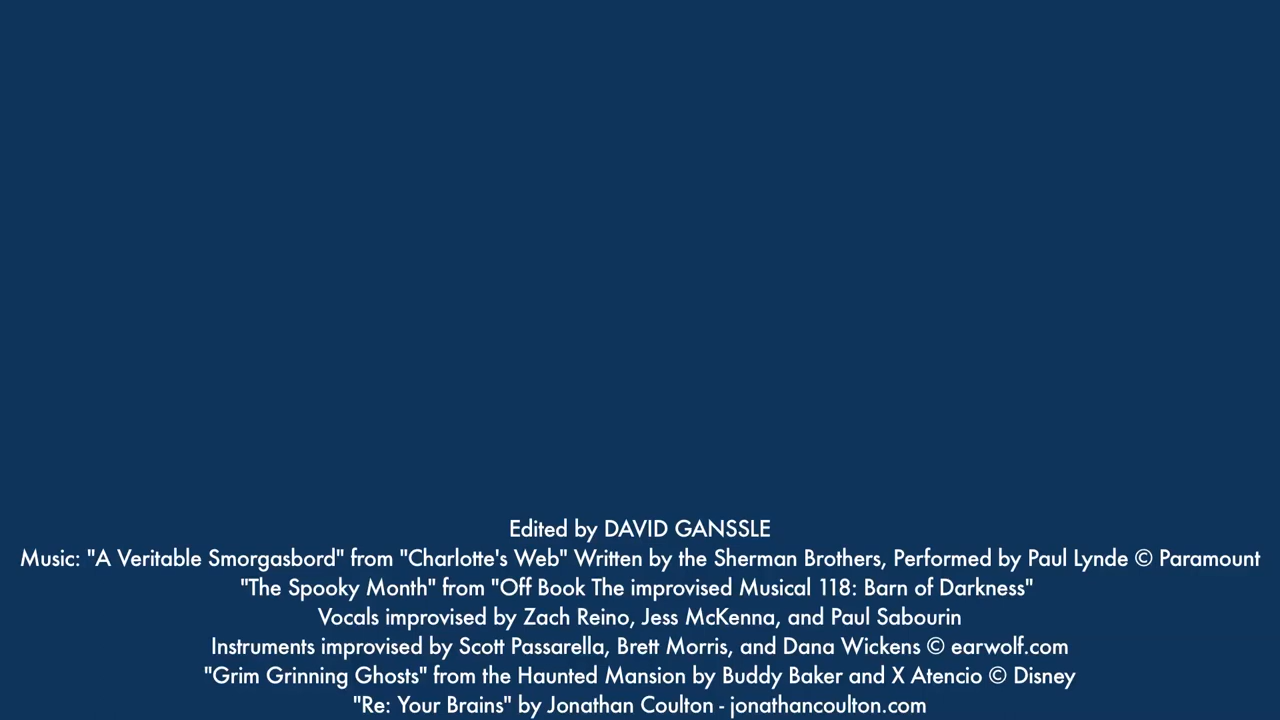 Edited by DAVID GANSSLE
Music: "A Veritable Smorgasbord" from "Charlotte's Web" Written by the Sherman Brothers, Performed by Paul Lynde © Paramount
"The Spooky Month" from "Off Book The improvised Musical 118: Barn of Darkness"
Vocals improvised by Zach Reino, Jess McKenna, and Paul Sabourin
Instruments improvised by Scott Passarella, Brett Morris, and Dana Wickens © earwolf.com
"Grim Grinning Ghosts" from the Haunted Mansion by Buddy Baker and X Atencio © Disney
"Re: Your Brains" by Jonathan Coulton - jonathancoulton.com